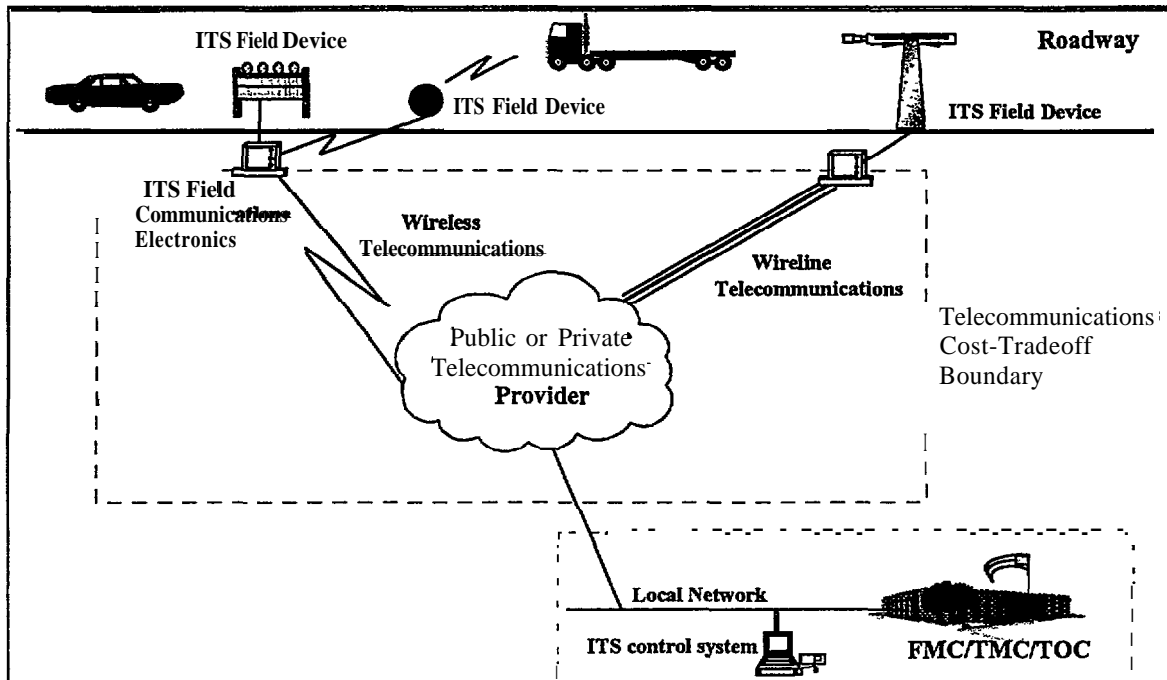 ITS Field Device
Roadway
ITS Field Device
ITS Field Device
ITS Field
Communications
Electronics
Wireless
Telecommunications
Wireline
Telecommunications
Public or Private
Telecommunications
Provider
Telecommunications
Cost-Tradeoff
Boundary
Local Network
ITS control system
FMC/TMC/TOC